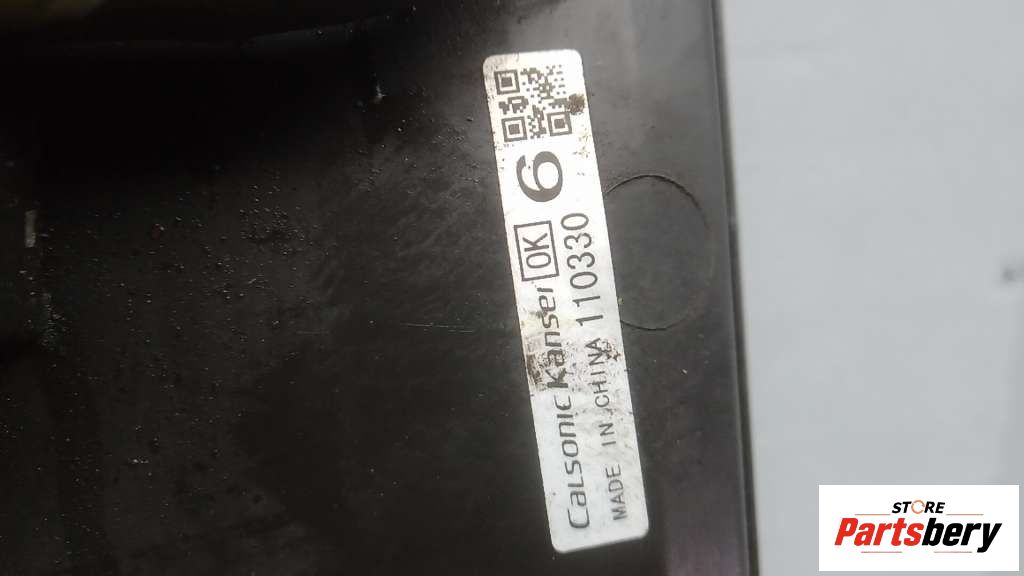 Calsonic Kansei OK 6
MADE IN CHINA 110330
STORE
Partsbery